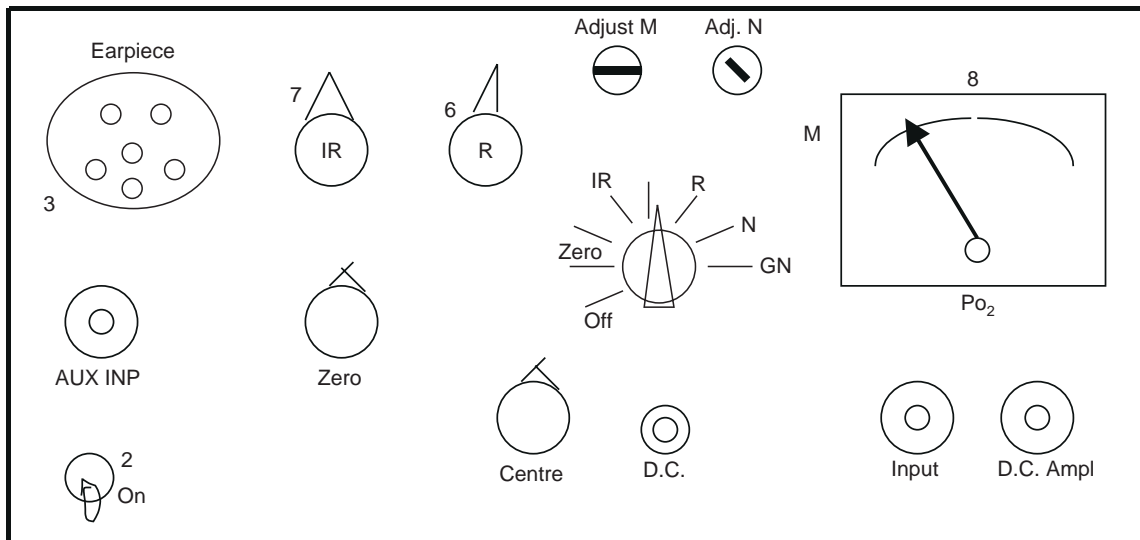 Adjust M
Adj. N
Earpiece
8
7
6
M
IR
R
IR
R
3
N
Zero
GN
Po2
Off
AUX INP
Zero
2
On
Centre
D.C.
Input
D.C. Ampl